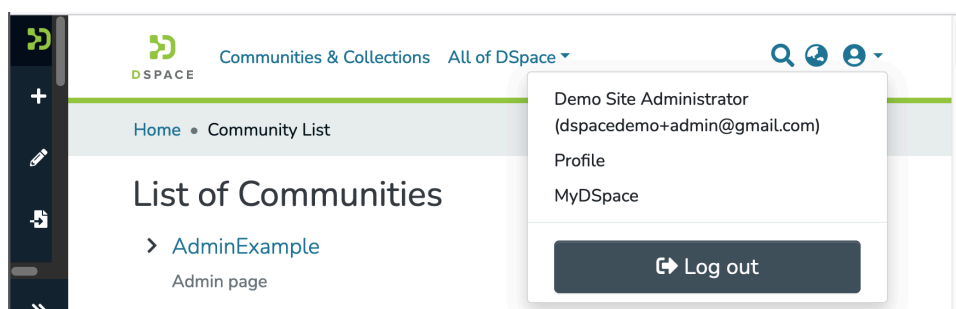 DSPACE
Communities & Collections All of DSpace
Demo Site Administrator
(dspacedemo+admin@gmail.com)
Profile
MyDSpace
Log out
Home • Community List
List of Communities
AdminExample
Admin page